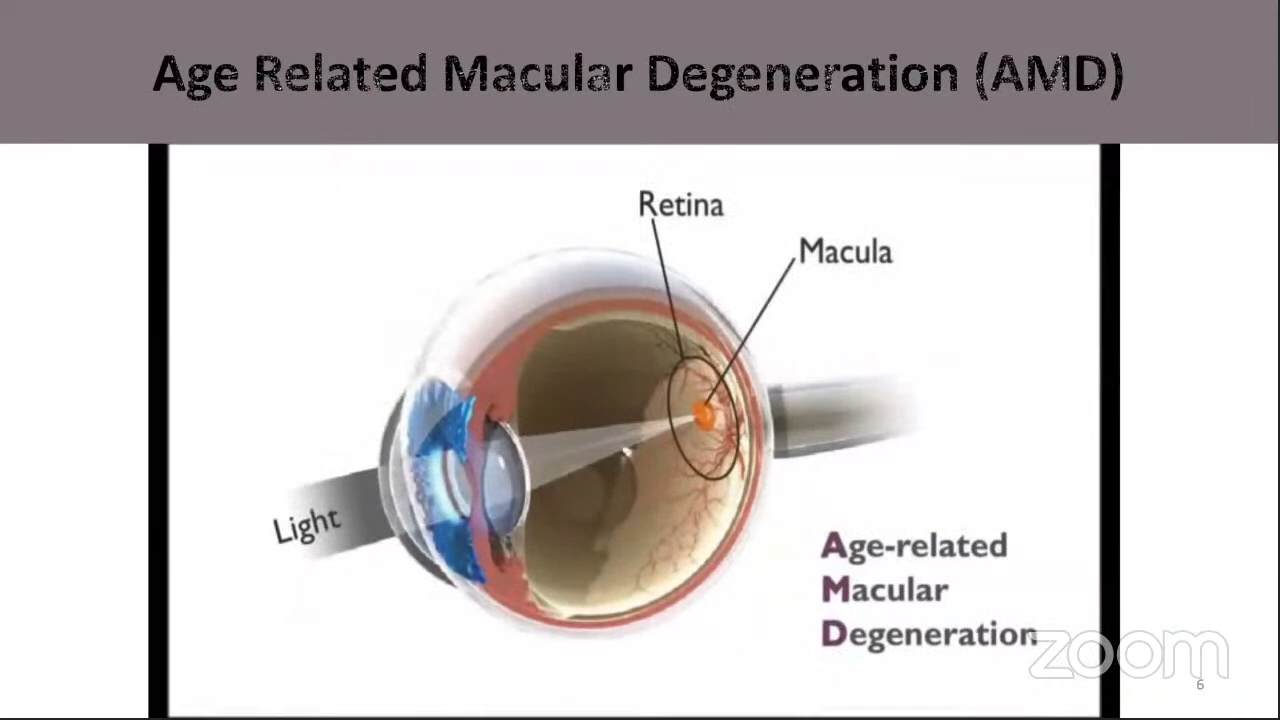 Age Related Macular Degeneration (AMD)
Retina
Macula
Light
Age-related
Macular
Degeneration
zoom
6